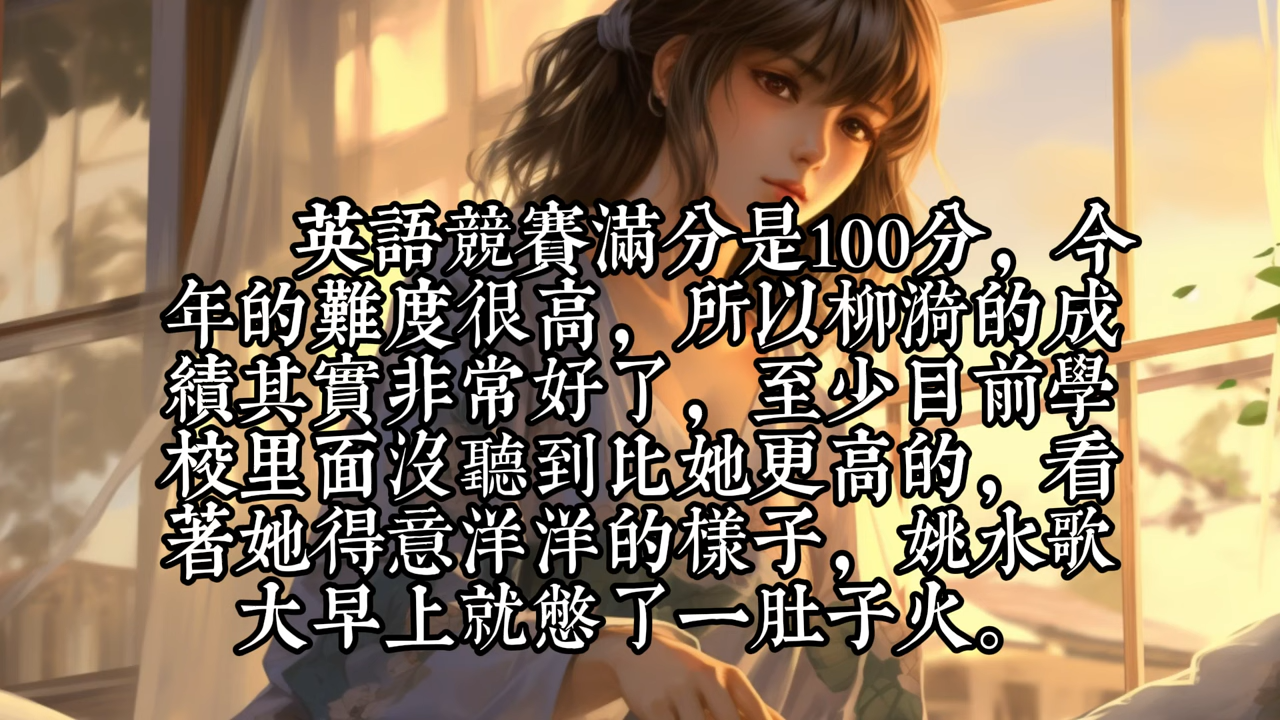 英語競賽滿分是100分，今
年的難度很高，所以柳漪的成
績其實非常好了，至少目前學
校里面沒聽到比她更高的，看
著她得意洋洋的樣子，姚水歌
大早上就憋了一肚子火。